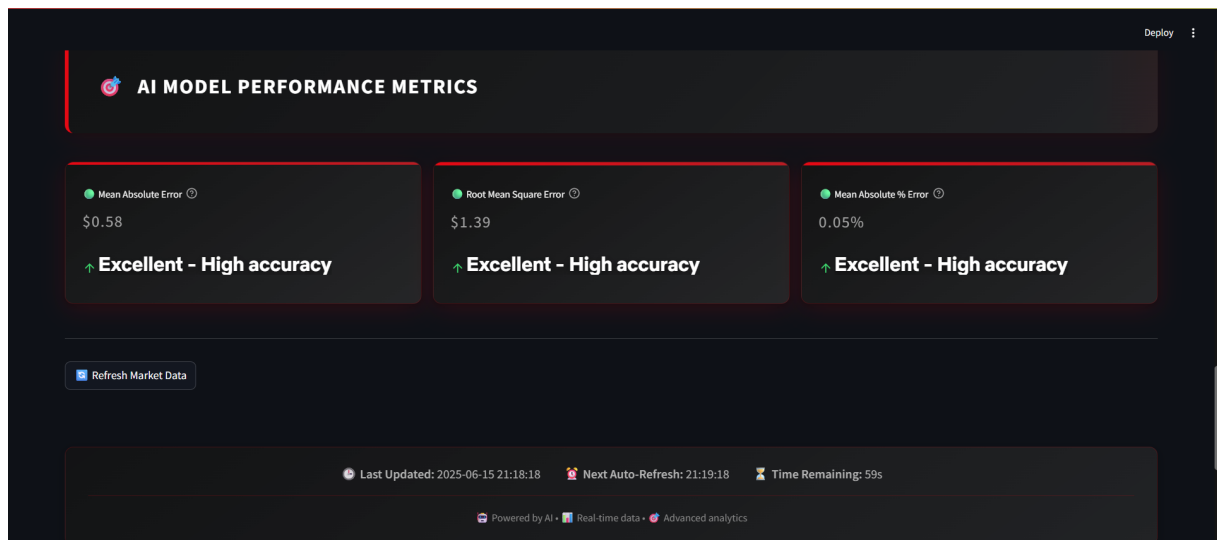 Deploy
AI MODEL PERFORMANCE METRICS
Mean Absolute Error
$0.58
↑ Excellent - High accuracy
Root Mean Square Error
$1.39
↑ Excellent - High accuracy
Mean Absolute % Error
0.05%
↑ Excellent - High accuracy
Refresh Market Data
Last Updated: 2025-06-15 21:18:18 Next Auto-Refresh: 21:19:18 Time Remaining: 59s
Powered by AI • Real-time data • Advanced analytics